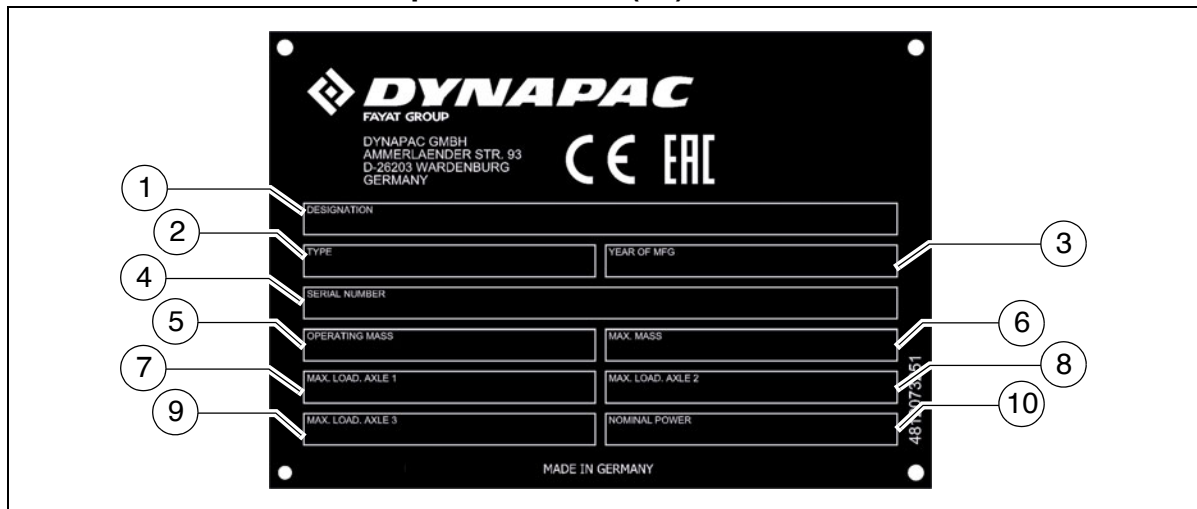 DYNAPAC
FAYAT GROUP
DYNAPAC GMBH
AMMERLAENDER STR. 93
D-26203 WARDENBURG
GERMANY
CE EAC
1
DESIGNATION
2
TYPE
YEAR OF MFG
3
4
SERIAL NUMBER
5
OPERATING MASS
MAX. MASS
6
7
MAX. LOAD. AXLE 1
MAX. LOAD. AXLE 2
8
9
MAX. LOAD. AXLE 3
NOMINAL POWER
10
MADE IN GERMANY